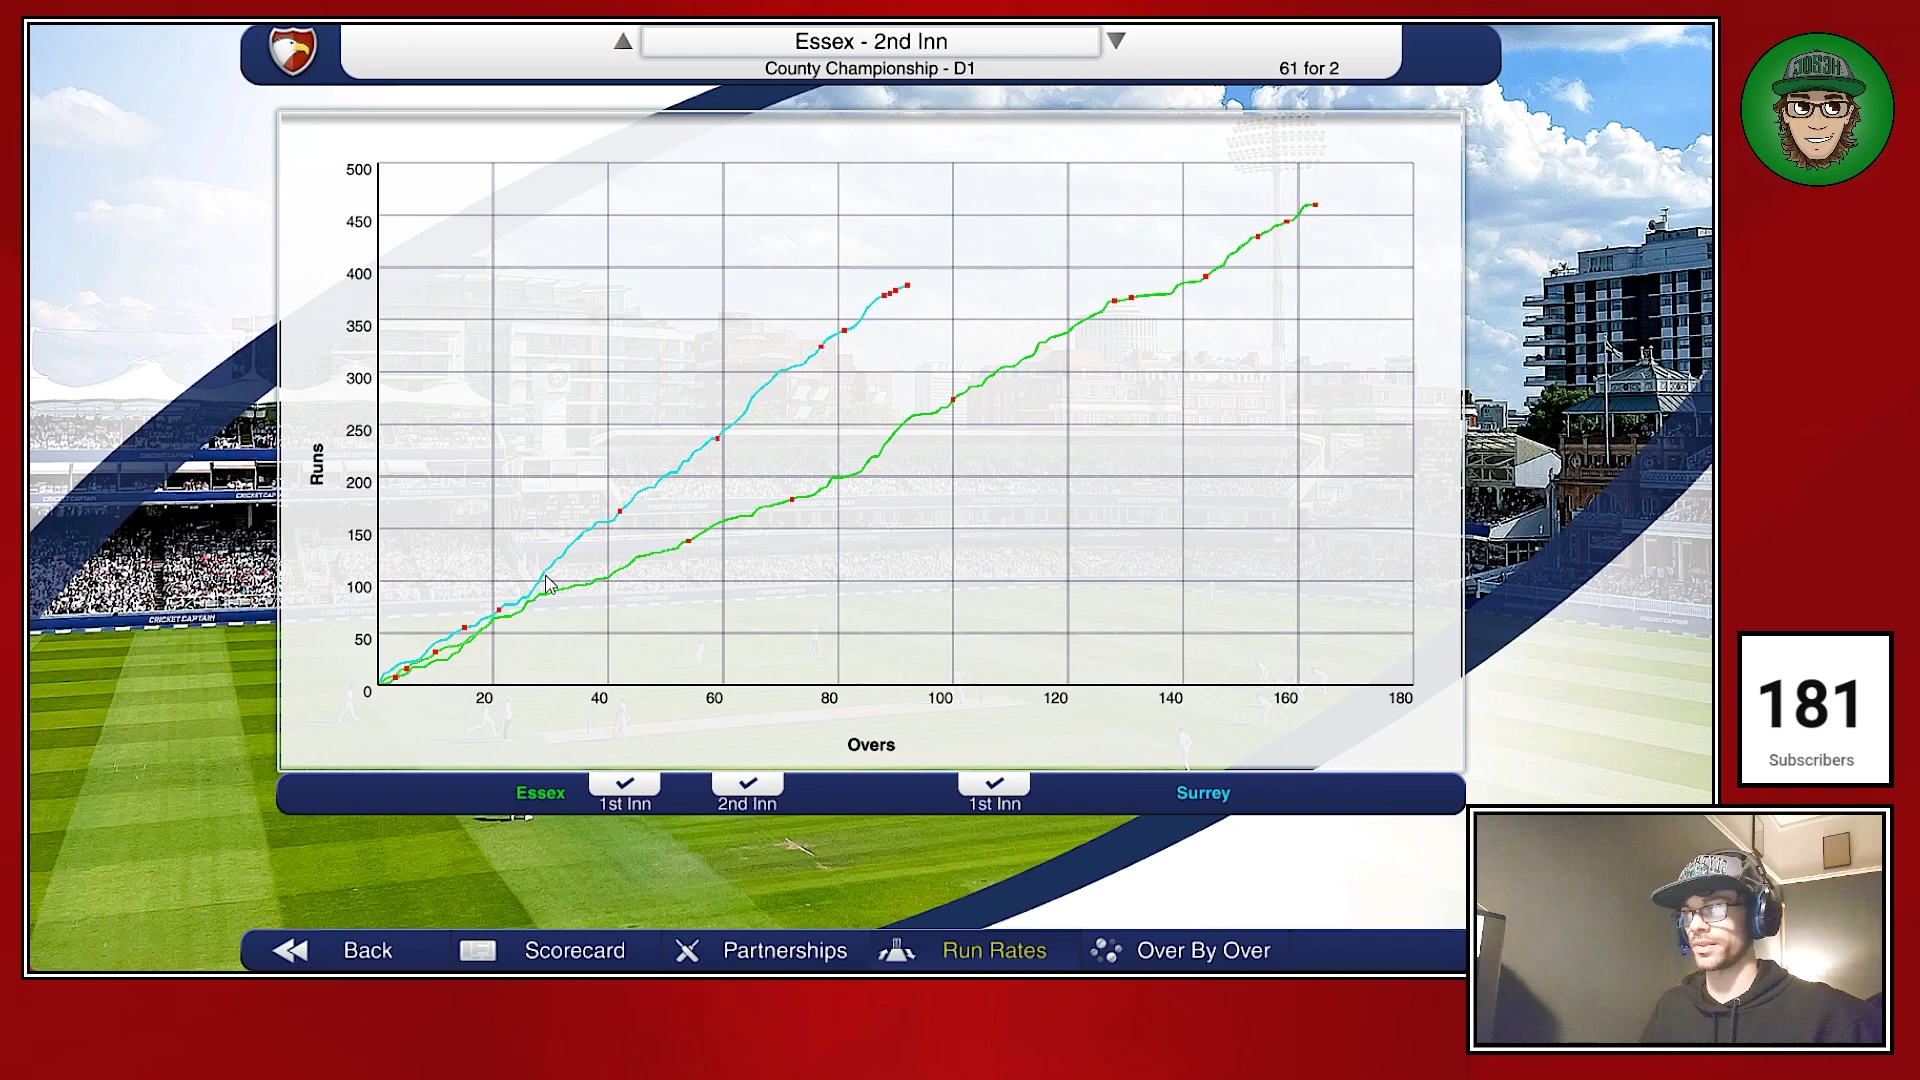 Essex - 2nd Inn
County Championship - D1
61 for 2
500
450
400
350
300
250
200
150
100
50
0
Runs
20
40
60
80
100
120
140
160
180
Overs
Essex
1st Inn
2nd Inn
1st Inn
Surrey
Back
Scorecard
Partnerships
Run Rates
Over By Over
181
Subscribers
CRICKET CAPTAIN